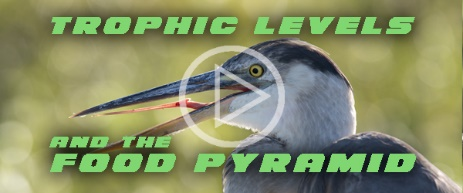 TROPHIC LEVELS
AND THE
FOOD PYRAMID